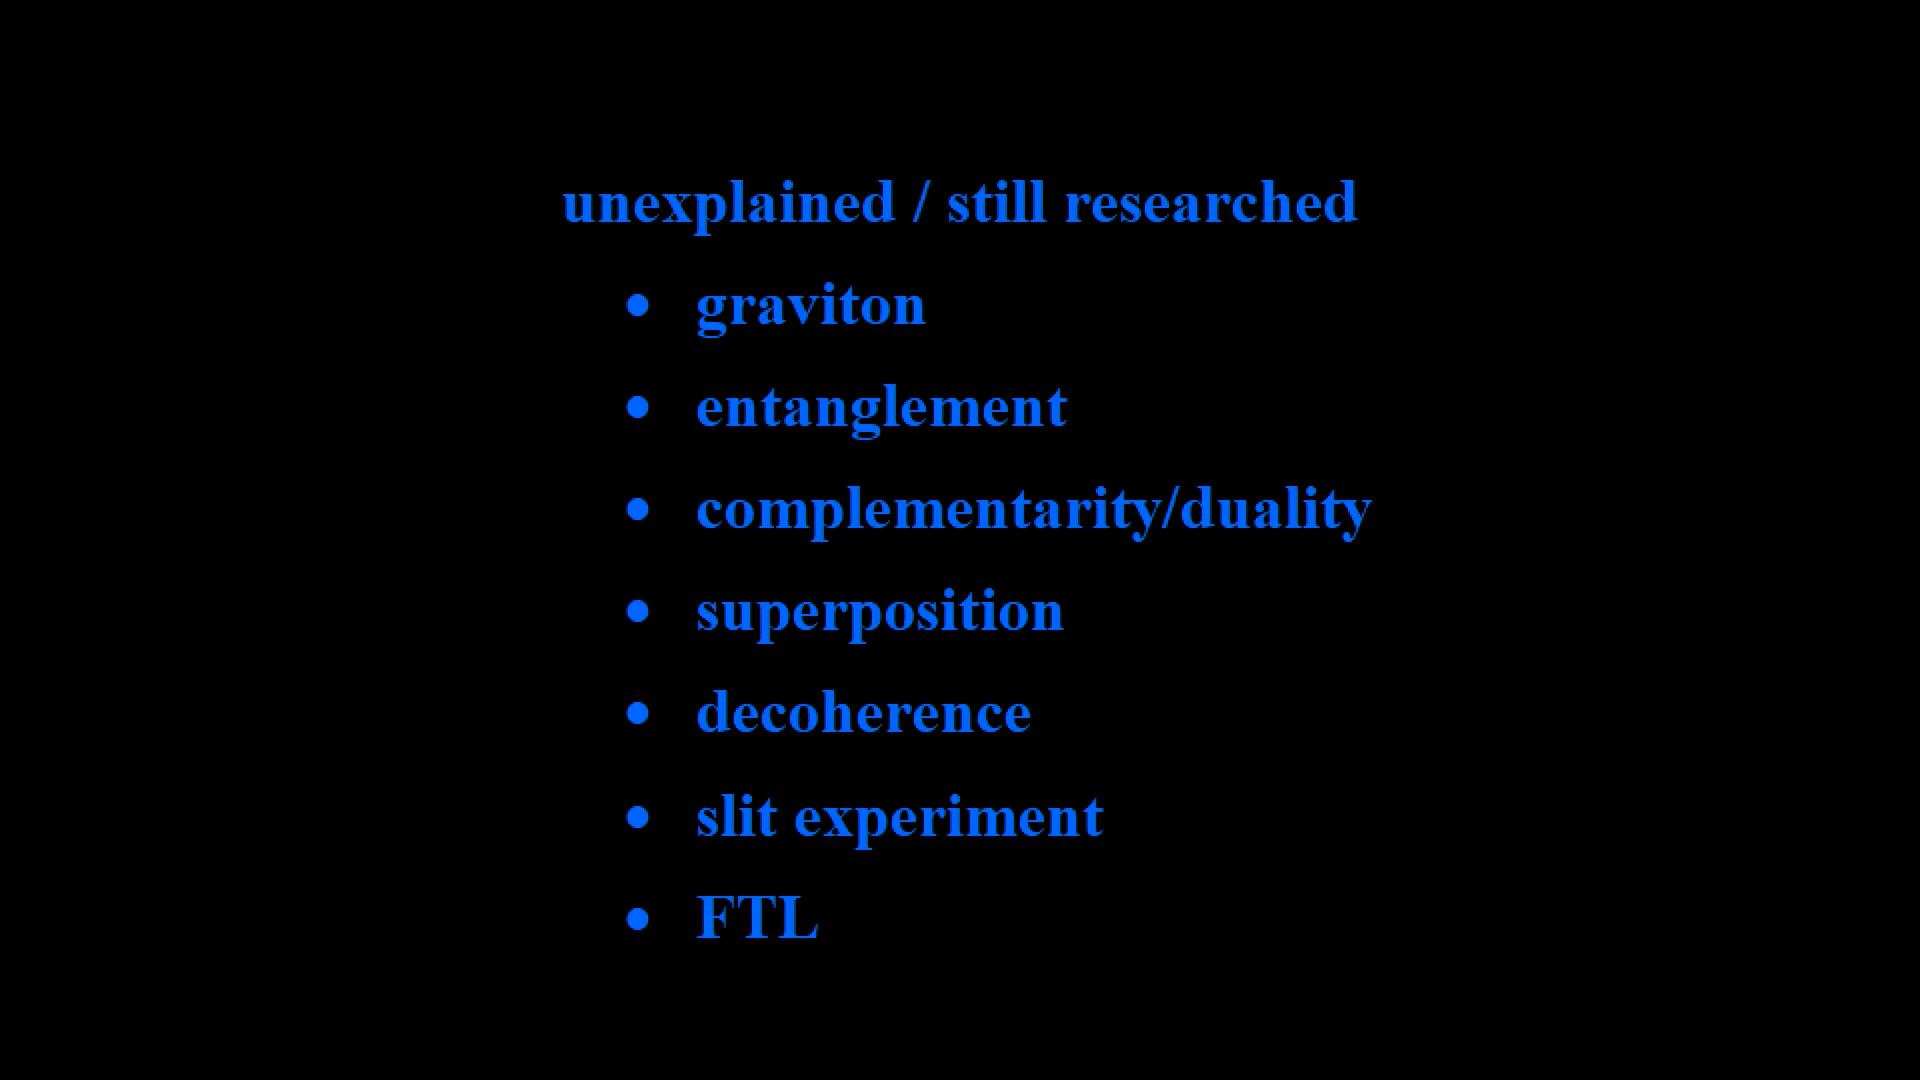 unexplained / still researched
• graviton
• entanglement
• complementarity/duality
• superposition
• decoherence
• slit experiment
• FTL